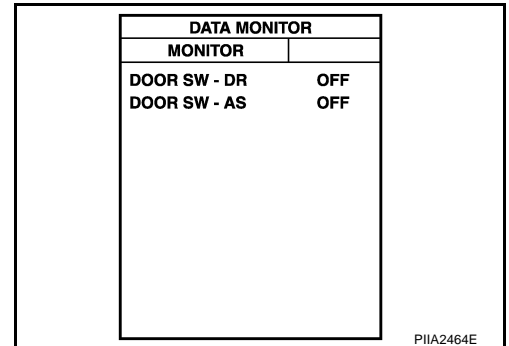 DATA MONITOR
MONITOR
DOOR SW - DR OFF
DOOR SW - AS OFF
PIIA2464E